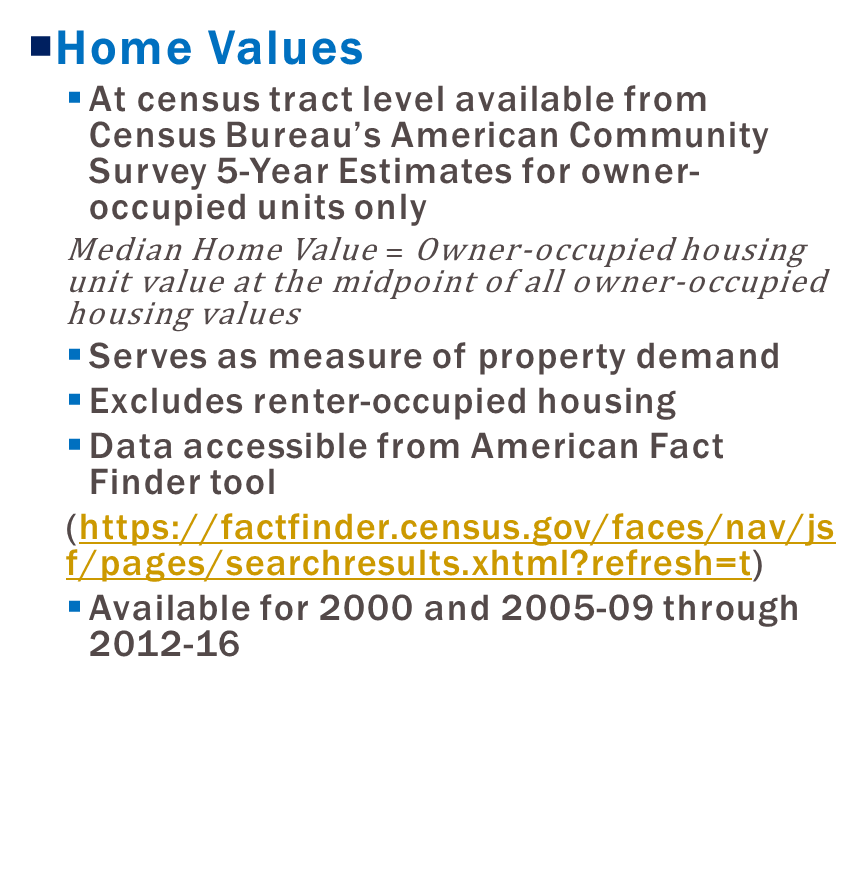 Home Values
At census tract level available from
Census Bureau’s American Community
Survey 5-Year Estimates for owner-
occupied units only
Median Home Value = Owner-occupied housing
unit value at the midpoint of all owner-occupied
housing values
Serves as measure of property demand
Excludes renter-occupied housing
Data accessible from American Fact
Finder tool
(https://factfinder.census.gov/faces/nav/js
f/pages/searchresults.xhtml?refresh=t)
Available for 2000 and 2005-09 through
2012-16